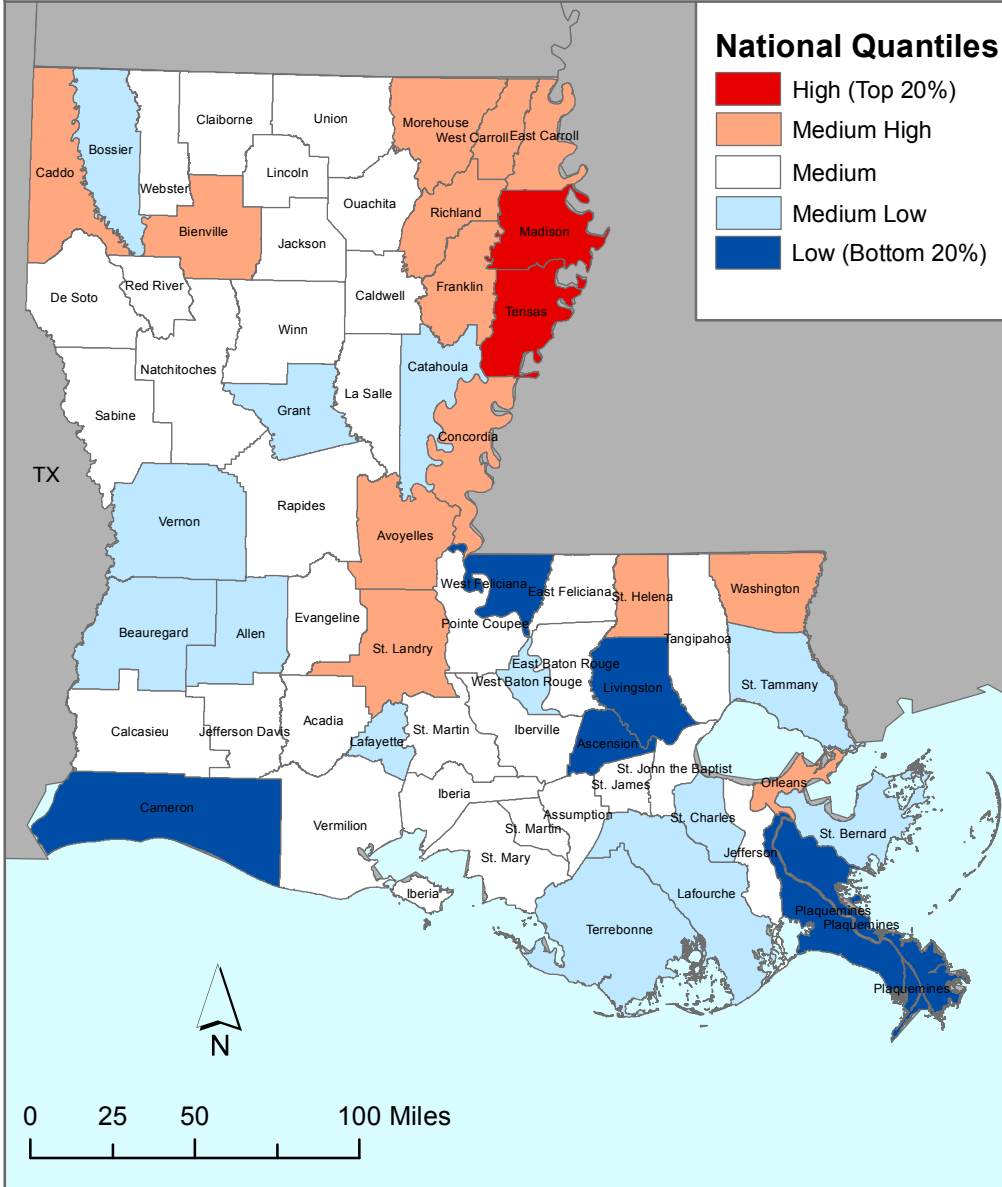 National Quantiles
High (Top 20%)
Medium High
Medium
Medium Low
Low (Bottom 20%)
Caddo
Bossier
Webster
Claiborne
Union
Lincoln
Morehouse
West Carroll
East Carroll
Bienville
Jackson
Ouachita
Richland
Madison
De Soto
Red River
Winn
Caldwell
Franklin
Tensas
Natchitoches
Catahoula
Sabine
Grant
La Salle
Concordia
TX
Vernon
Rapides
Avoyelles
West Feliciana
East Feliciana
St. Helena
Washington
Beauregard
Allen
Evangeline
Pointe Coupee
Tangipahoa
St. Landry
East Baton Rouge
West Baton Rouge
Livingston
St. Tammany
Calcasieu
Jefferson Davis
Acadia
Lafayette
St. Martin
Iberville
Ascension
St. John the Baptist
St. James
Orleans
Cameron
Vermilion
Iberia
Assumption
St. Martin
St. Charles
St. Bernard
Jefferson
St. Mary
Iberia
Lafourche
Terrebonne
Plaquemines
Plaquemines
Plaquemines
N
0 25 50 100 Miles